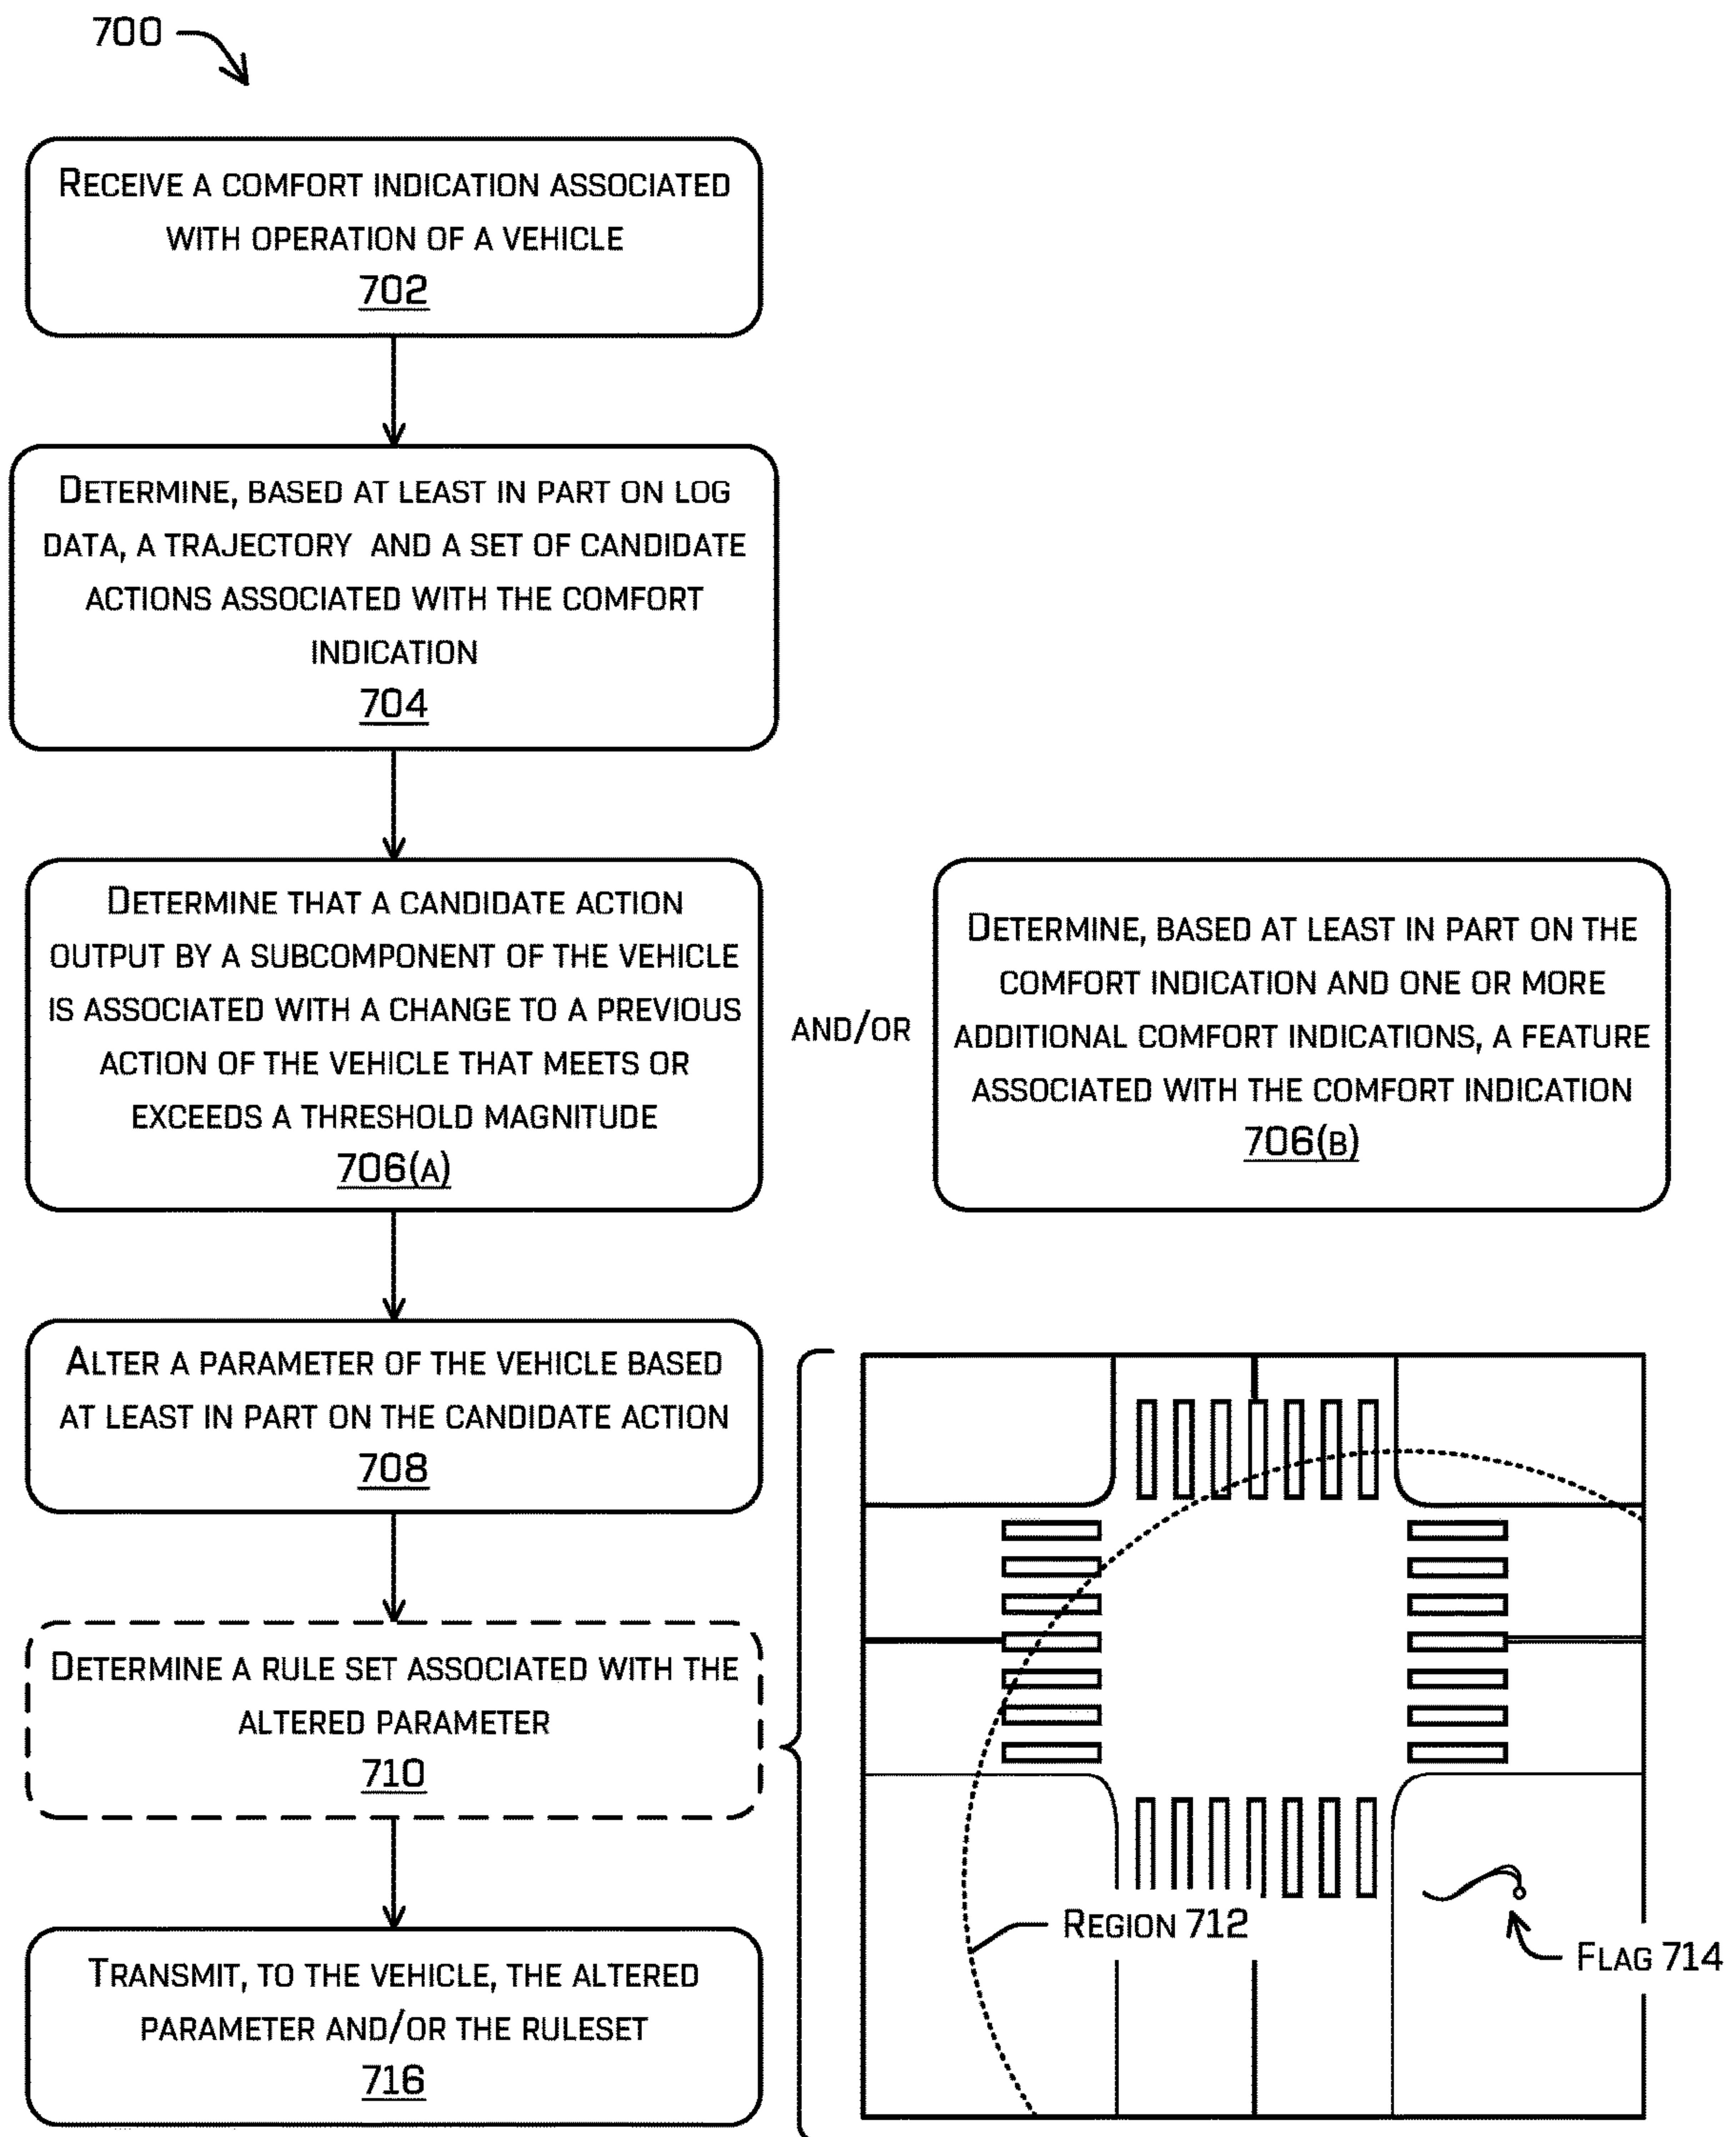 700
RECEIVE A COMFORT INDICATION ASSOCIATED
WITH OPERATION OF A VEHICLE
702
DETERMINE, BASED AT LEAST IN PART ON LOG
DATA, A TRAJECTORY AND A SET OF CANDIDATE
ACTIONS ASSOCIATED WITH THE COMFORT
INDICATION
704
DETERMINE THAT A CANDIDATE ACTION
OUTPUT BY A SUBCOMPONENT OF THE VEHICLE
IS ASSOCIATED WITH A CHANGE TO A PREVIOUS
ACTION OF THE VEHICLE THAT MEETS OR
EXCEEDS A THRESHOLD MAGNITUDE
706(A)
AND/OR
DETERMINE, BASED AT LEAST IN PART ON THE
COMFORT INDICATION AND ONE OR MORE
ADDITIONAL COMFORT INDICATIONS, A FEATURE
ASSOCIATED WITH THE COMFORT INDICATION
706(B)
ALTER A PARAMETER OF THE VEHICLE BASED
AT LEAST IN PART ON THE CANDIDATE ACTION
708
DETERMINE A RULE SET ASSOCIATED WITH THE
ALTERED PARAMETER
710
REGION 712
FLAG 714
TRANSMIT, TO THE VEHICLE, THE ALTERED
PARAMETER AND/OR THE RULESET
716